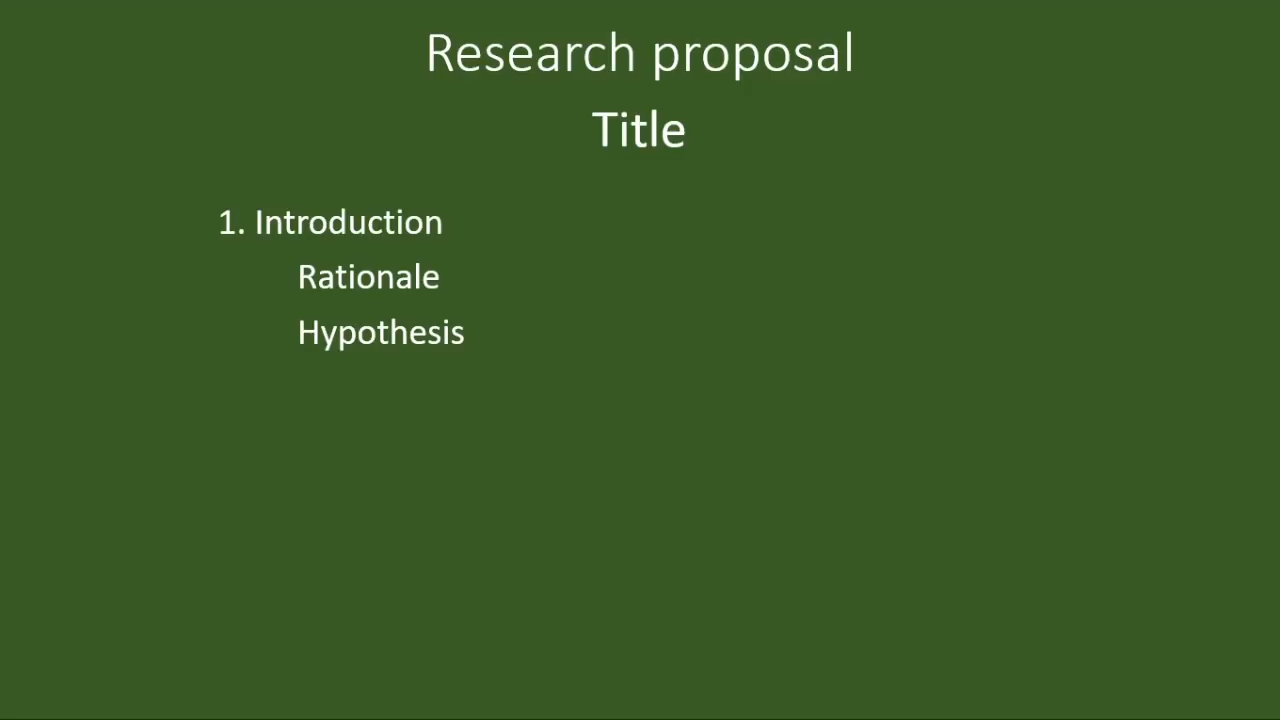 Research proposal
Title
1. Introduction
Rationale
Hypothesis